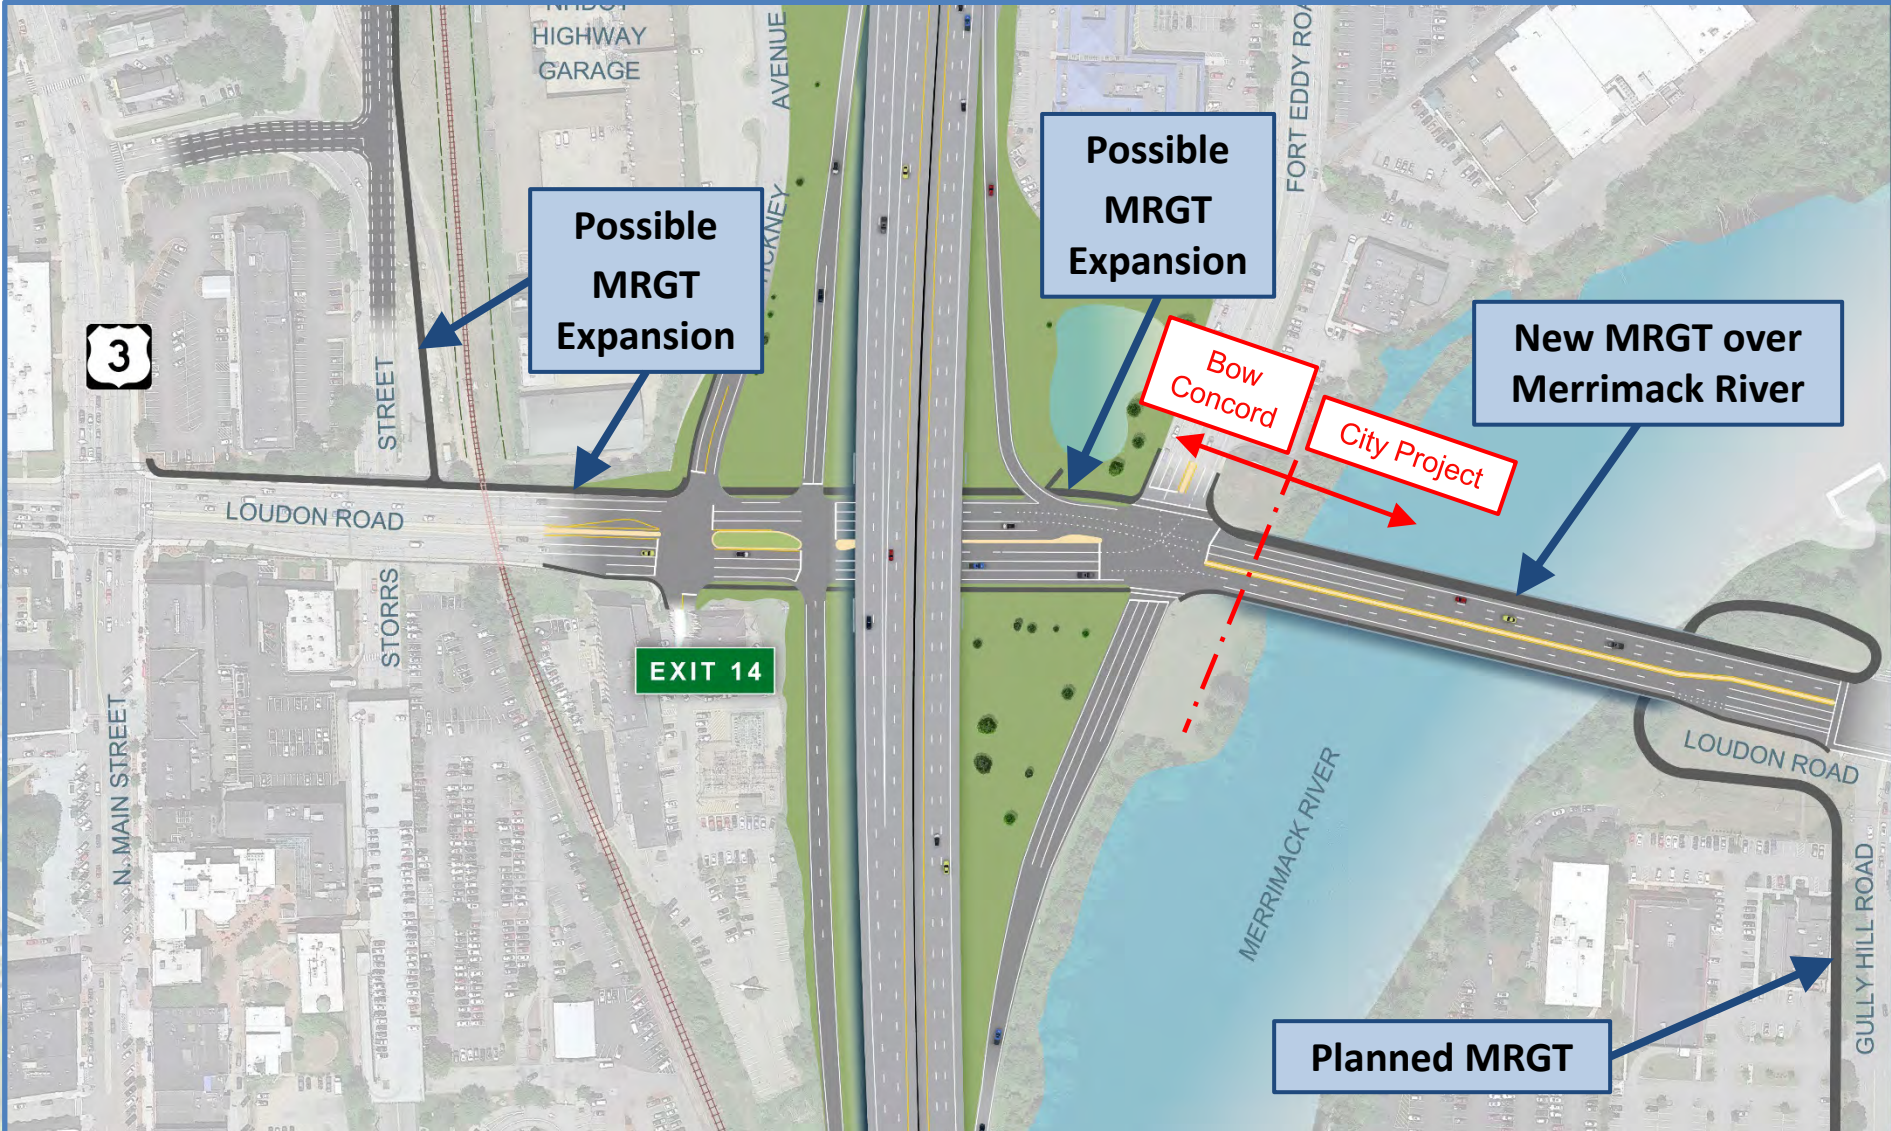 HIGHWAY
GARAGE
AVENUE
FORT EDDY
Possible
MRGT
Expansion
Possible
MRGT
Expansion
New MRGT over
Merrimack River
3
Bow
Concord
City Project
STREET
LOUDON ROAD
STORRS
EXIT 14
N. MAIN STREET
LOUDON ROAD
MERRIMACK RIVER
GULLY HILL ROAD
Planned MRGT